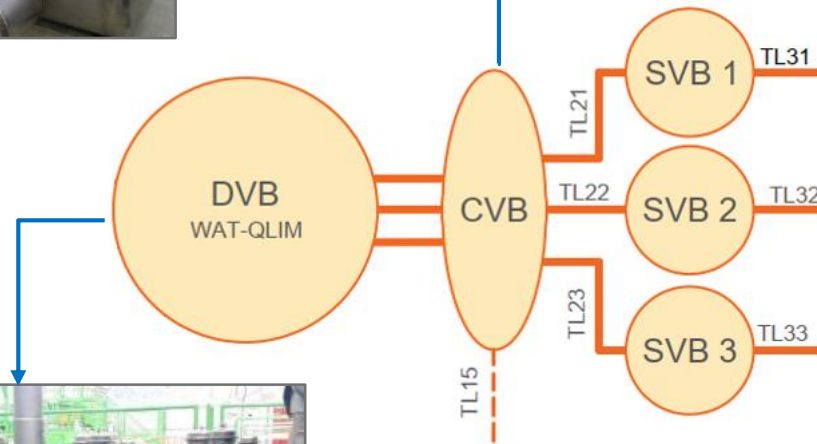 TL31
SVB 1
TL21
DVB
WAT-QLIM
CVB
TL22
SVB 2
TL32
TL23
SVB 3
TL33
TL15